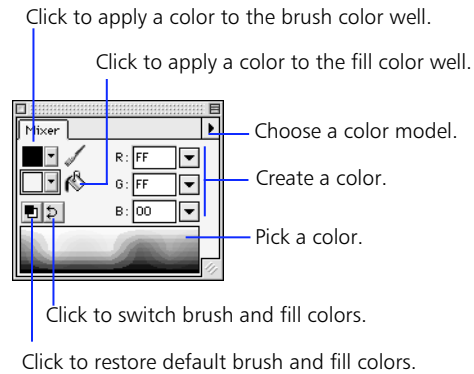 Click to apply a color to the brush color well.
Click to apply a color to the fill color well.
Mixer
Choose a color model.
R: FF
G: FF
Create a color.
B: 00
Pick a color.
Click to switch brush and fill colors.
Click to restore default brush and fill colors.